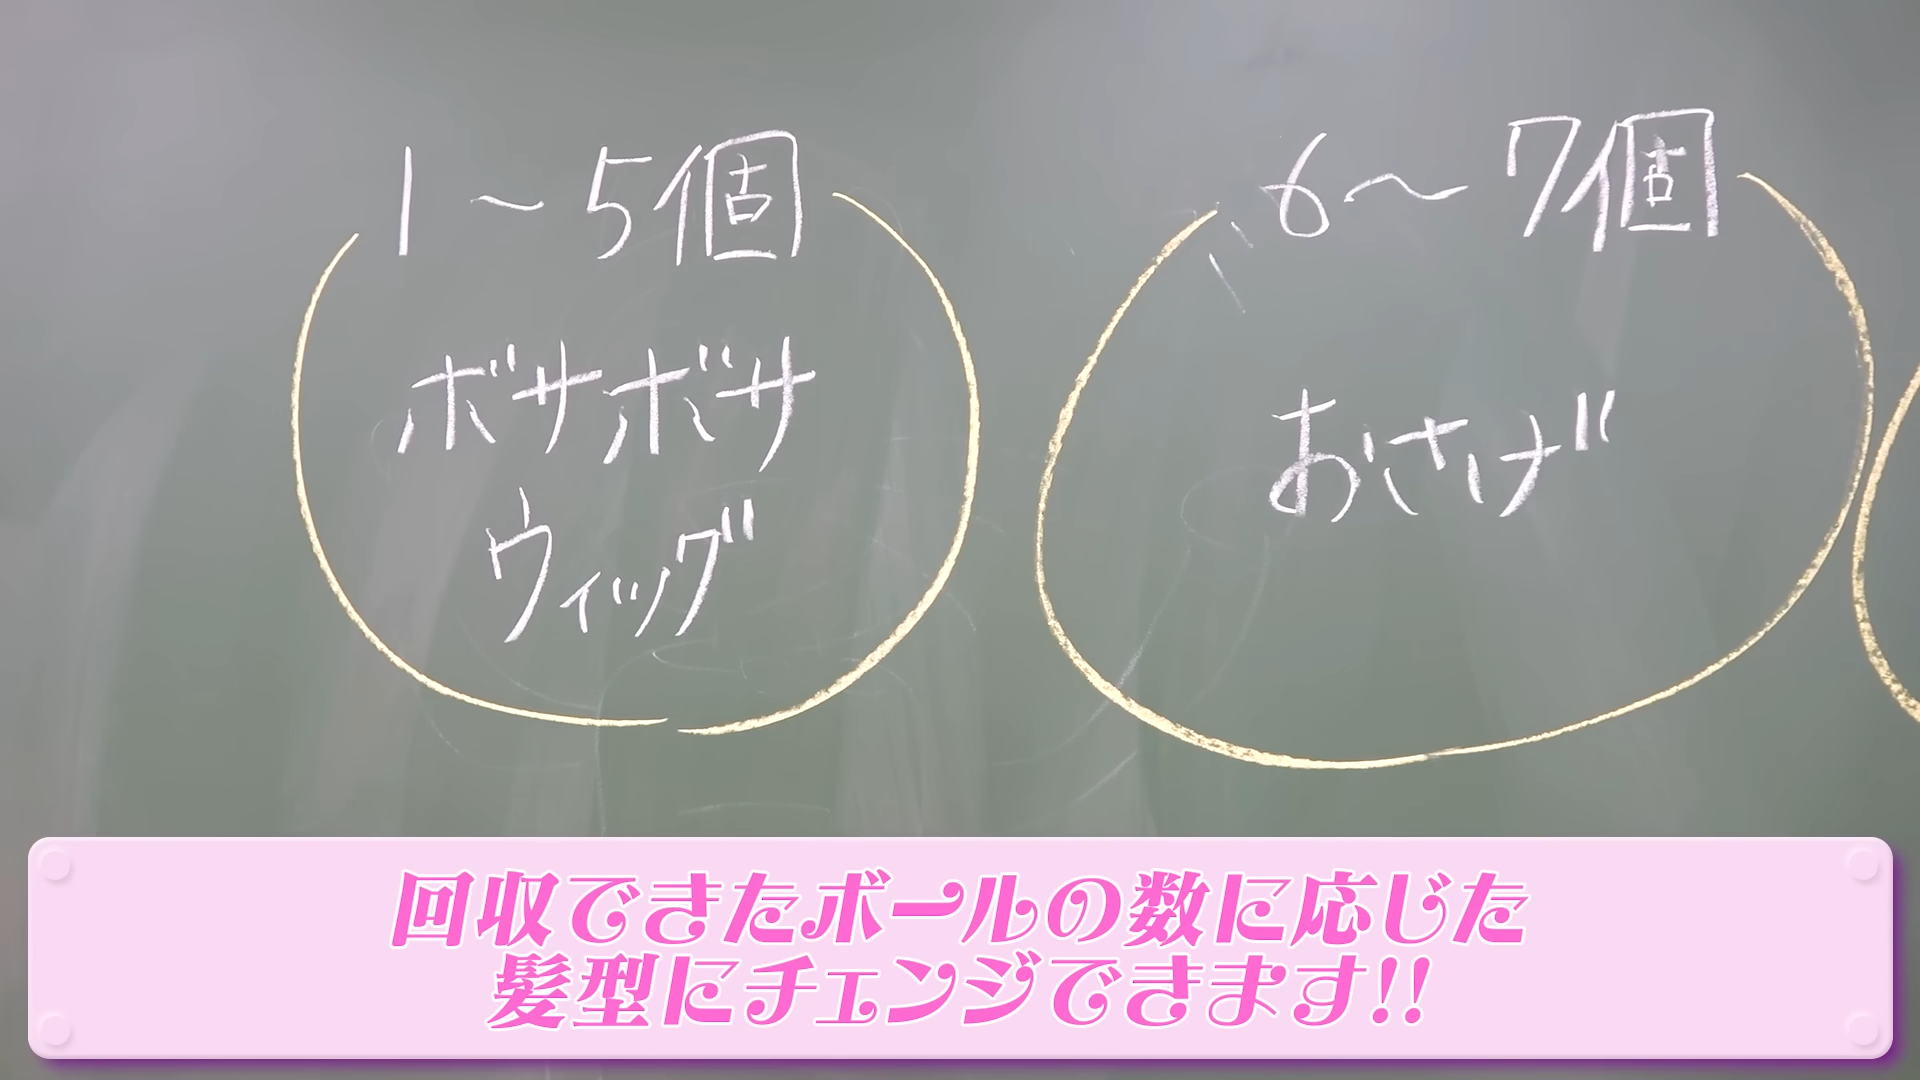 1～5個
ボサボサ
ウィッグ
6～7個
おさげ
回収できたボールの数に応じた
髪型にチェンジできます!!